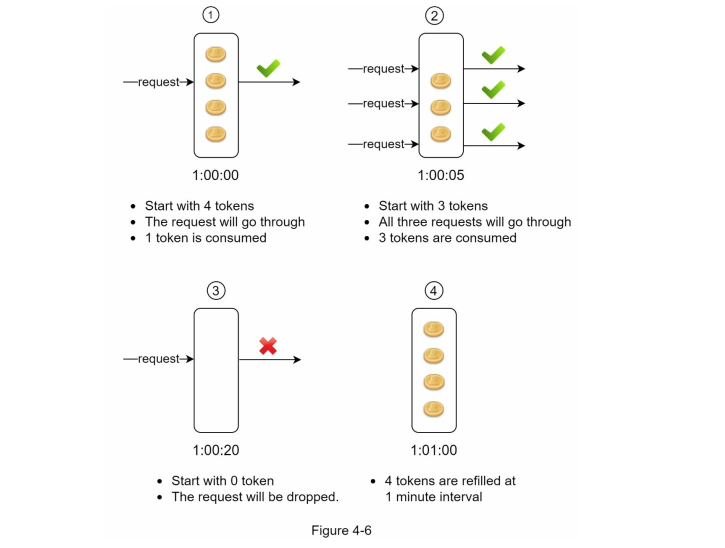 1
2
request
request
request
request
1:00:00
1:00:05
• Start with 4 tokens
• The request will go through
• 1 token is consumed
• Start with 3 tokens
• All three requests will go through
• 3 tokens are consumed
3
4
request
1:00:20
1:01:00
• Start with 0 token
• The request will be dropped.
• 4 tokens are refilled at
1 minute interval
Figure 4-6